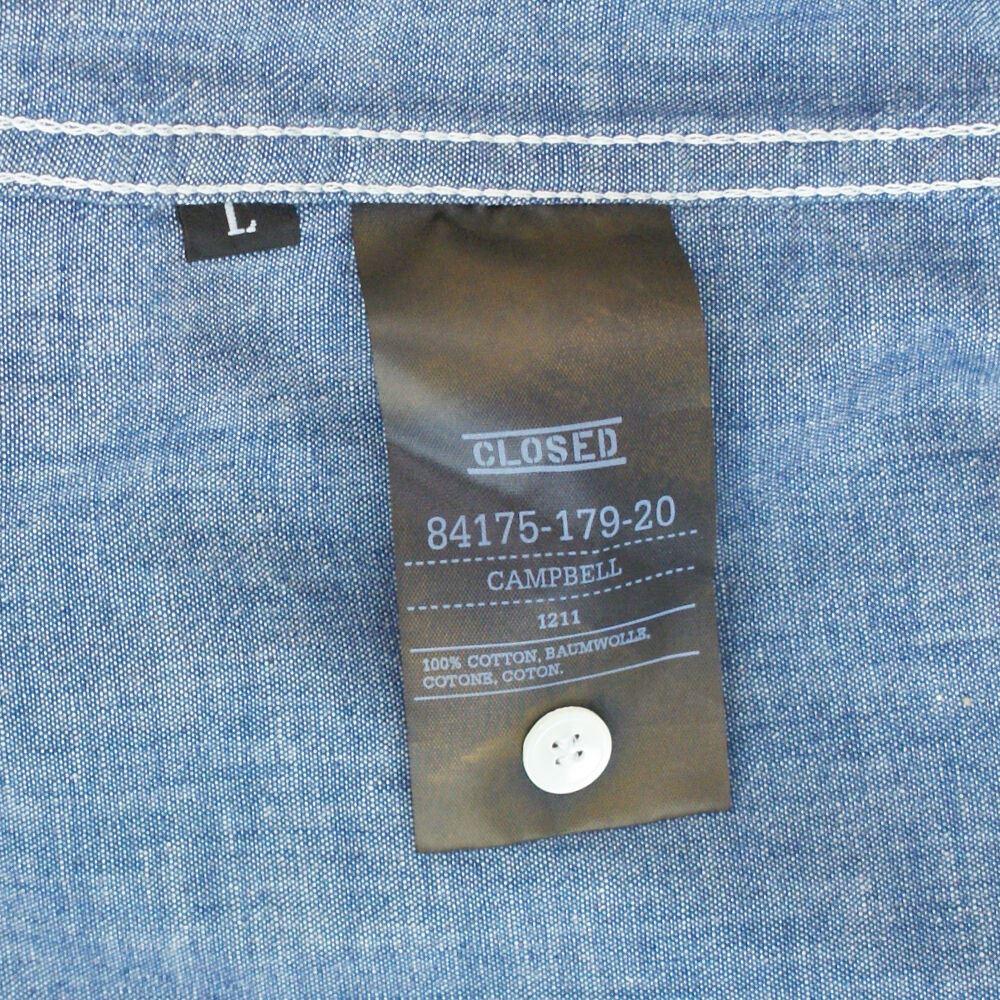 L
CLOSED
84175-179-20
CAMPBELL
1211
100% COTTON, BAUMWOLLE,
COTONE, COTON.